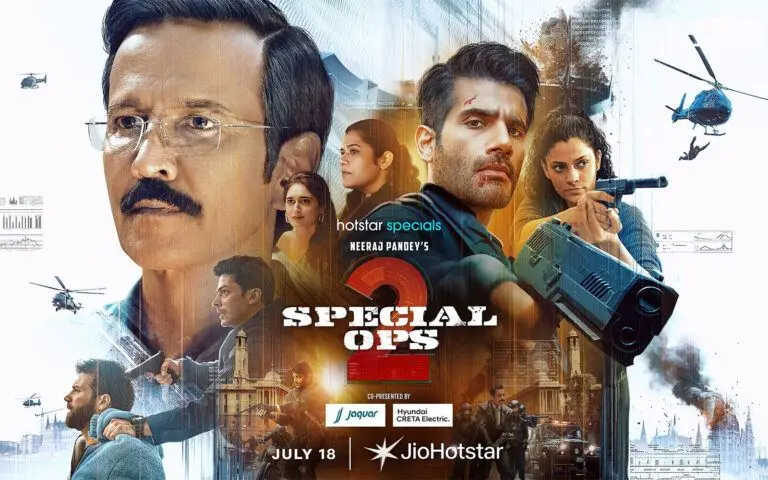 hotstar specials
NEERAJ PANDEY'S
2
SPECIAL
OPS
CO-PRESENTED BY
Jaquar
Hyundai
CRETA Electric.
JULY 18
JioHotstar